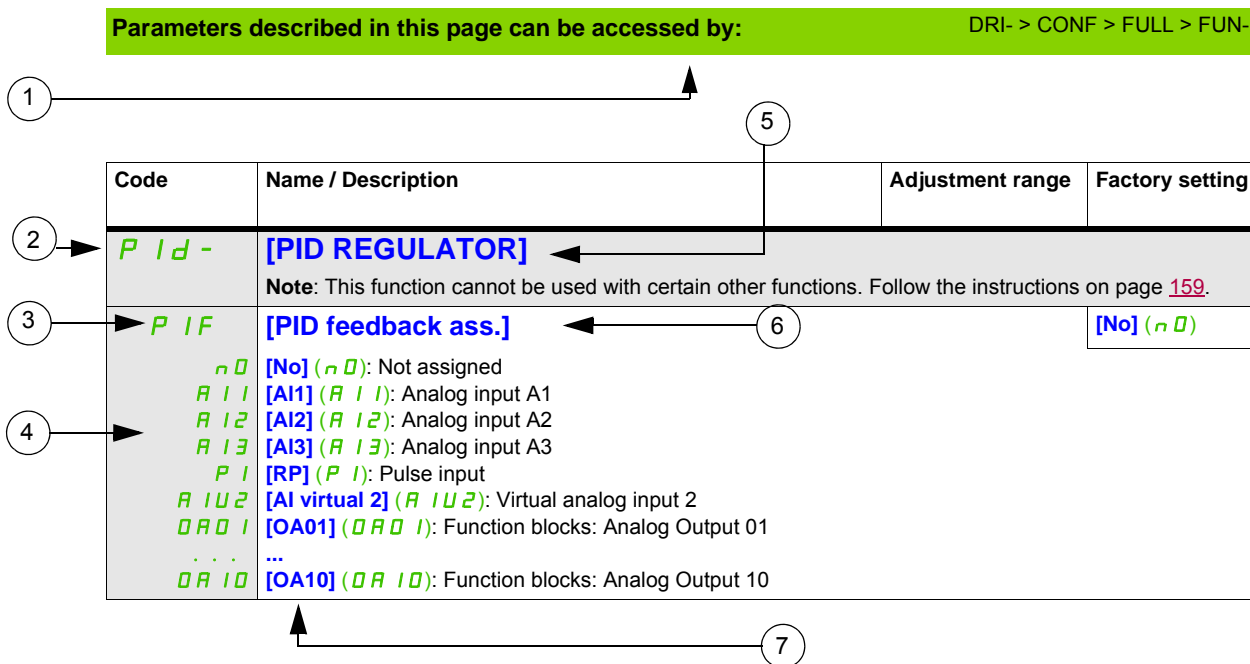 Parameters described in this page can be accessed by: DRI- > CONF > FULL > FUN-
1
5
Code Name / Description Adjustment range Factory setting
2 PId- [PID REGULATOR]
Note: This function cannot be used with certain other functions. Follow the instructions on page 159.
3 PIF [PID feedback ass.] 6 [No] (nO)
nO [No] (nO): Not assigned
AI1 [AI1] (AI1): Analog input A1
AI2 [AI2] (AI2): Analog input A2
4 AI3 [AI3] (AI3): Analog input A3
PI [RP] (PI): Pulse input
AIU2 [AI virtual 2] (AIU2): Virtual analog input 2
OA01 [OA01] (OA01): Function blocks: Analog Output 01
... ...
OA10 [OA10] (OA10): Function blocks: Analog Output 10
7